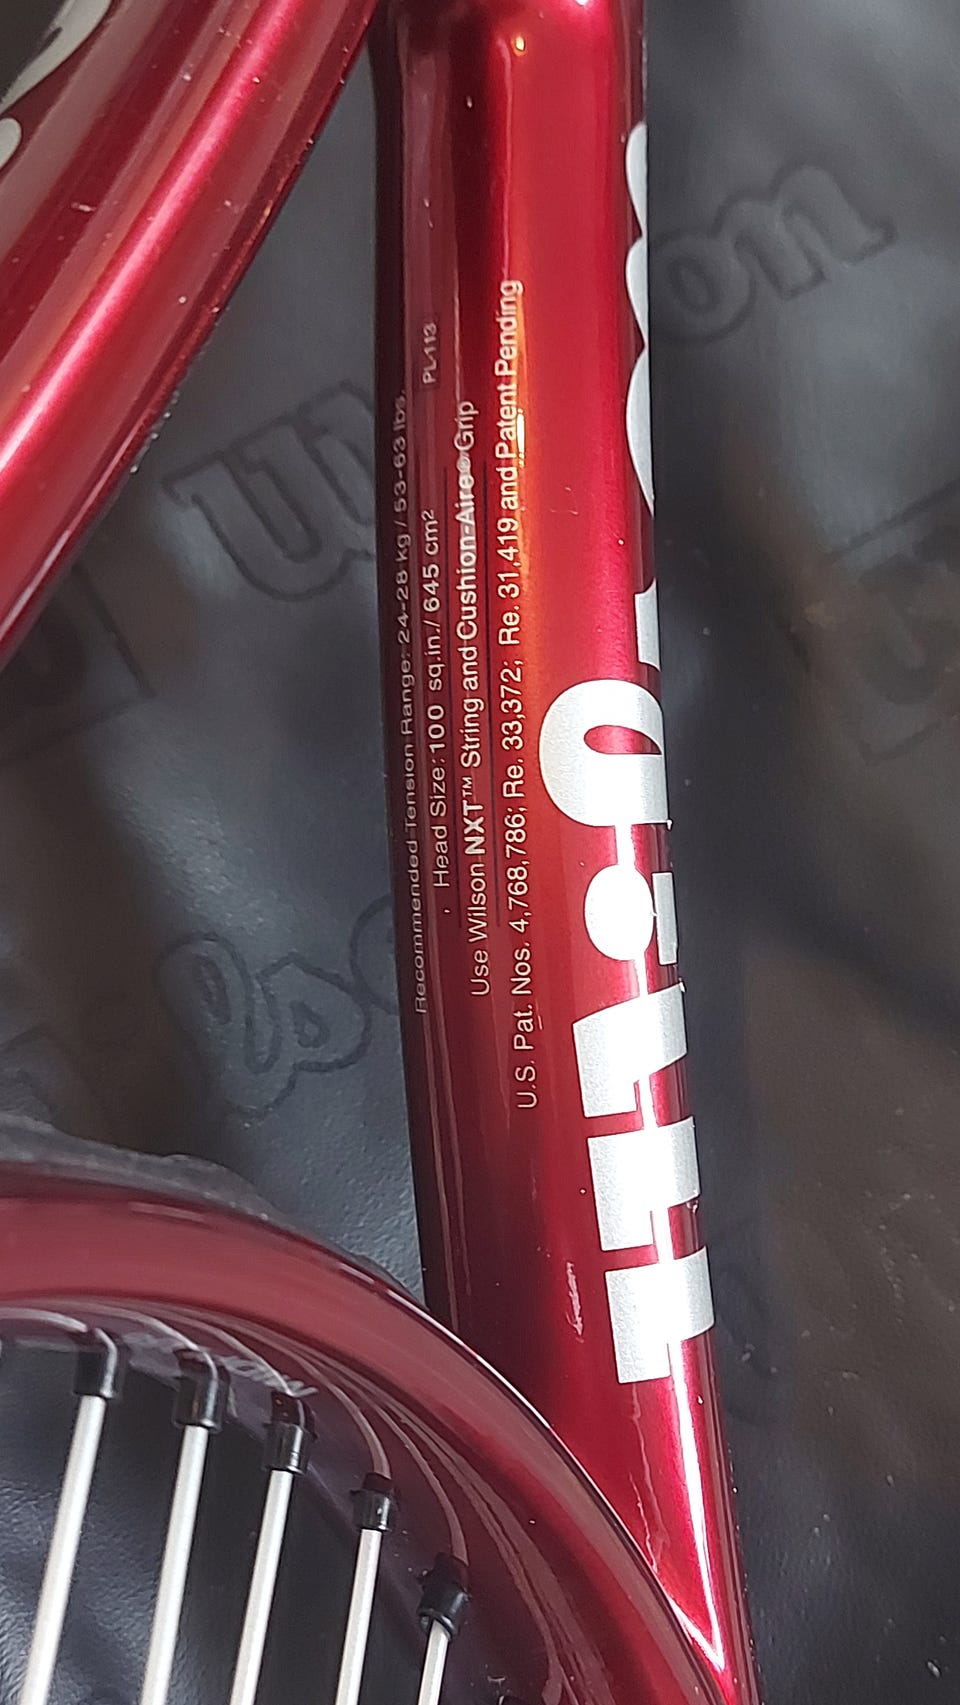 Recommended Tension Range: 24-28 kg / 53-63 lbs.
Head Size: 100 sq.in./ 645 cm² PL113
Use Wilson NXT™ String and Cushion-Aire® Grip
U.S. Pat. Nos. 4,768,786; Re. 33,372; Re. 31,419 and Patent Pending